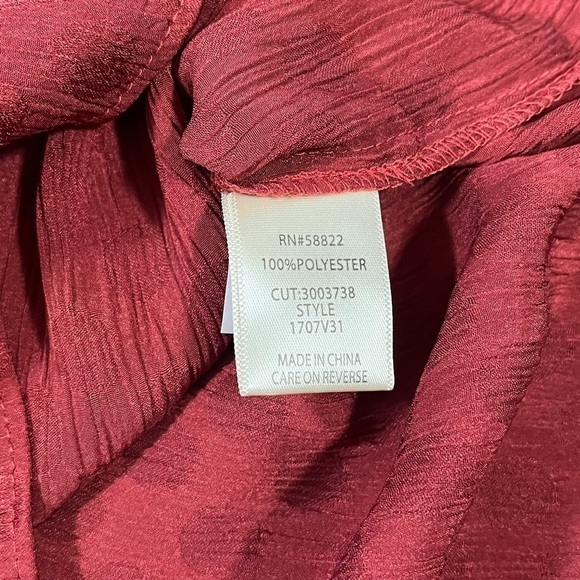 RN#58822
100%POLYESTER
CUT:3003738
STYLE
1707V31
MADE IN CHINA
CARE ON REVERSE